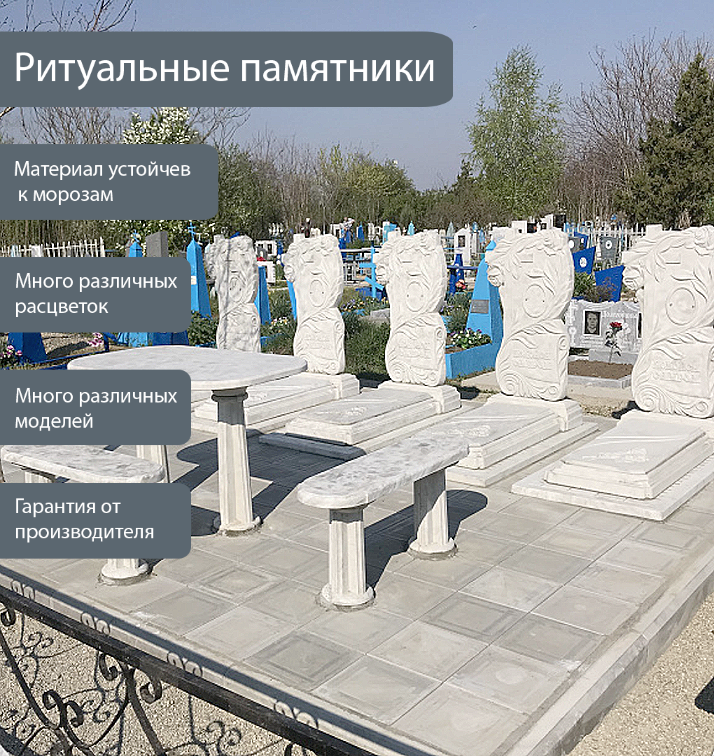 Ритуальные памятники
Материал устойчев
к морозам
Много различных
расцветок
Много различных
моделей
Гарантия от
производителя